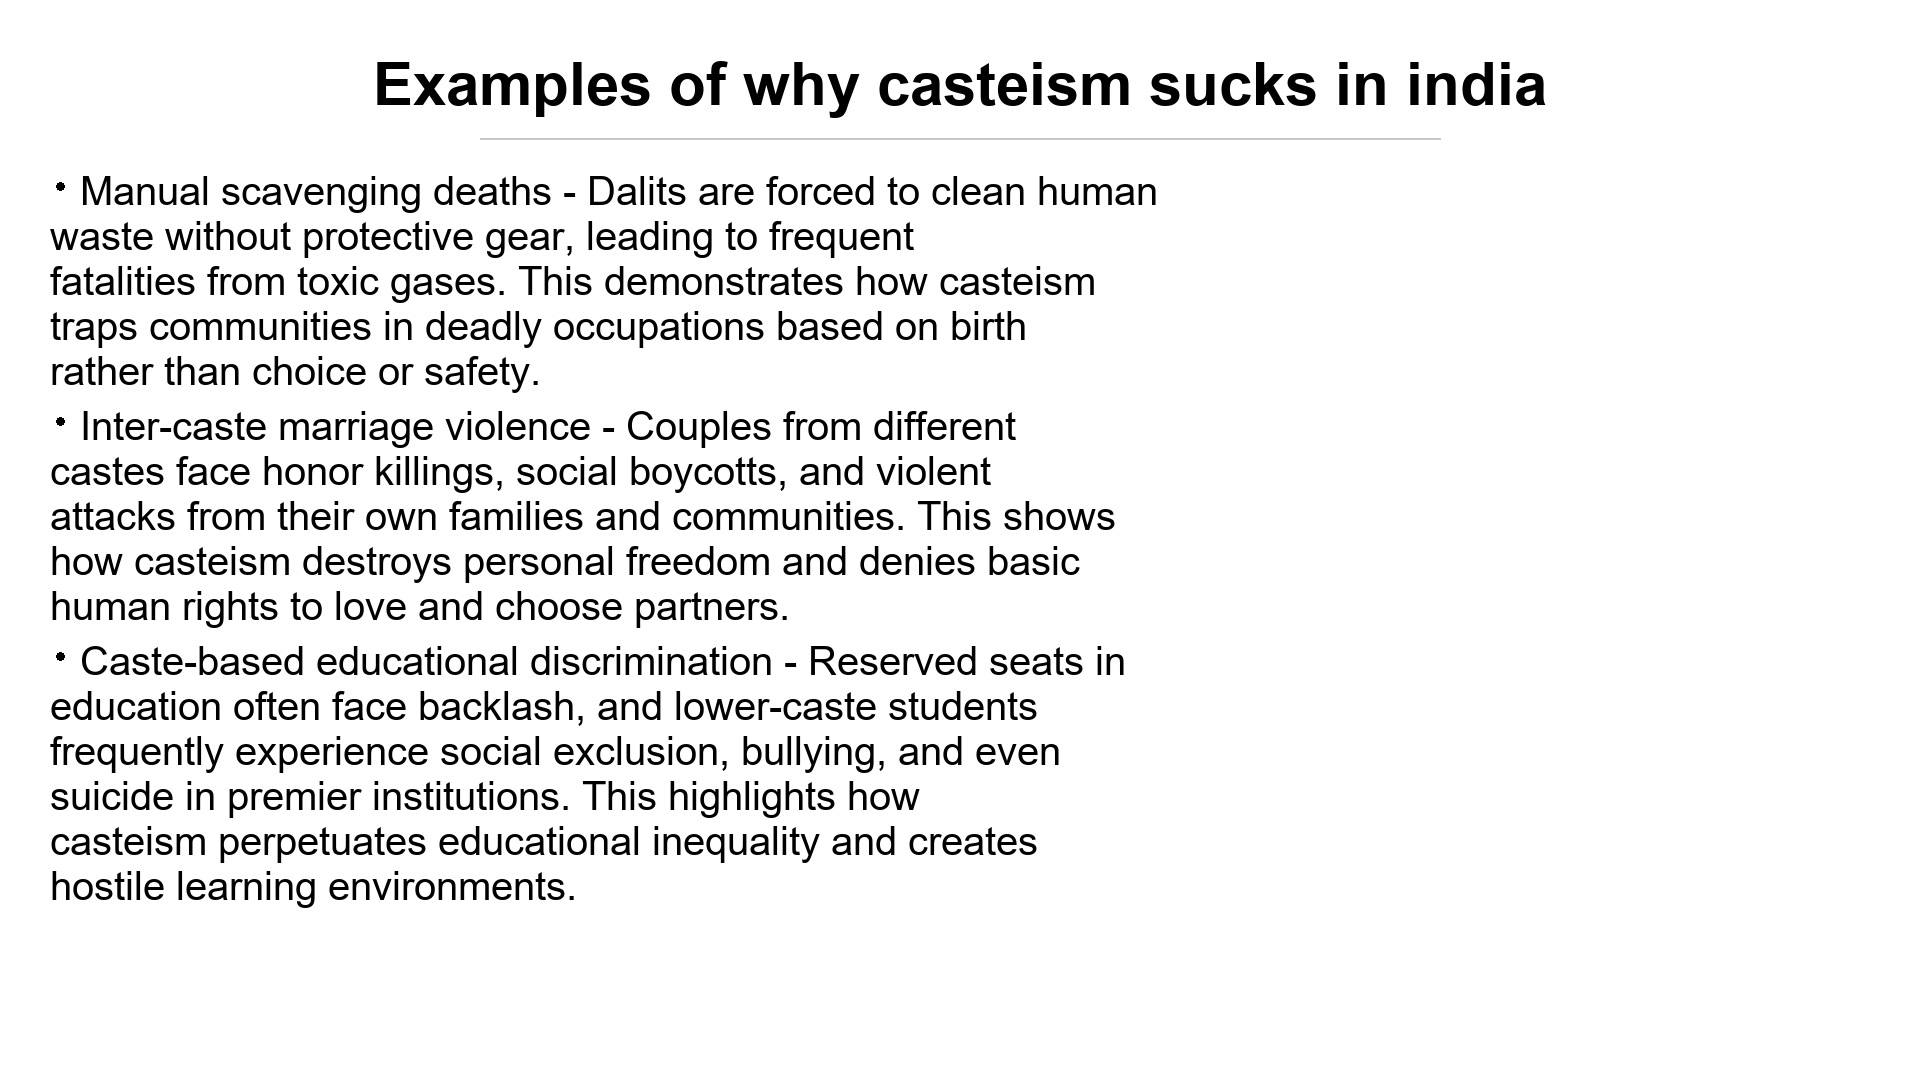 Examples of why casteism sucks in india
• Manual scavenging deaths - Dalits are forced to clean human
waste without protective gear, leading to frequent
fatalities from toxic gases. This demonstrates how casteism
traps communities in deadly occupations based on birth
rather than choice or safety.
• Inter-caste marriage violence - Couples from different
castes face honor killings, social boycotts, and violent
attacks from their own families and communities. This shows
how casteism destroys personal freedom and denies basic
human rights to love and choose partners.
• Caste-based educational discrimination - Reserved seats in
education often face backlash, and lower-caste students
frequently experience social exclusion, bullying, and even
suicide in premier institutions. This highlights how
casteism perpetuates educational inequality and creates
hostile learning environments.